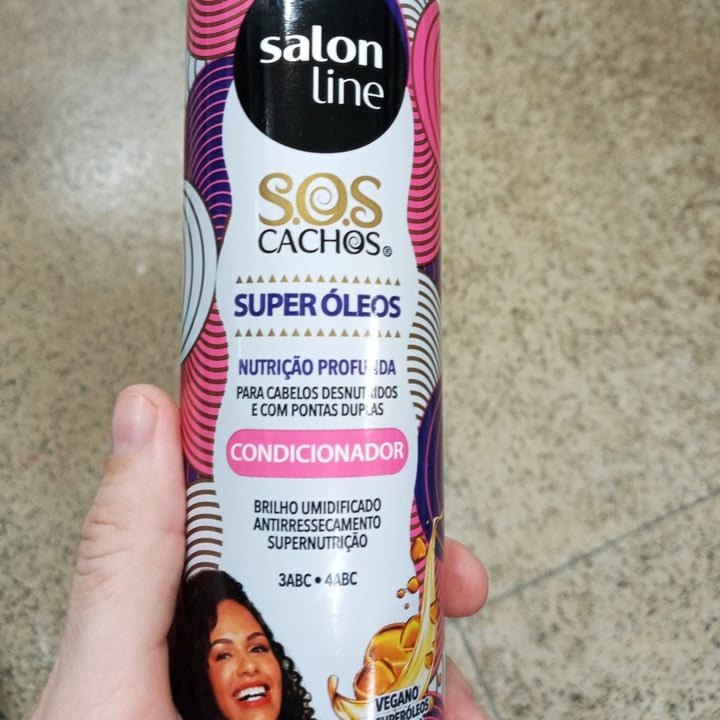 salon
line
S.O.S
CACHOS®
SUPER ÓLEOS
NUTRIÇÃO PROFUNDA
PARA CABELOS DESNUTRIDOS
E COM PONTAS DUPLAS
CONDICIONADOR
BRILHO UMIDIFICADO
ANTIRRESSECAMENTO
SUPERNUTRIÇÃO
3ABC • 4ABC
VEGANO
SUPERÓLEOS